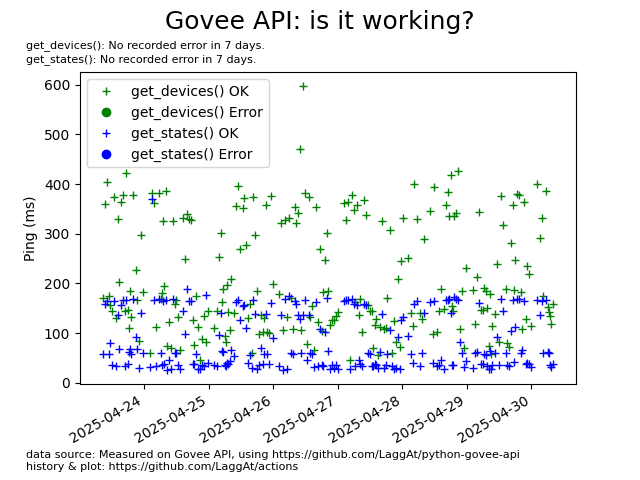 Govee API: is it working?
get_devices(): No recorded error in 7 days.
get_states(): No recorded error in 7 days.
get_devices() OK
get_devices() Error
get_states() OK
get_states() Error
Ping (ms)
600
500
400
300
200
100
0
2025-04-24
2025-04-25
2025-04-26
2025-04-27
2025-04-28
2025-04-29
2025-04-30
data source: Measured on Govee API, using https://github.com/LaggAt/python-govee-api
history & plot: https://github.com/LaggAt/actions